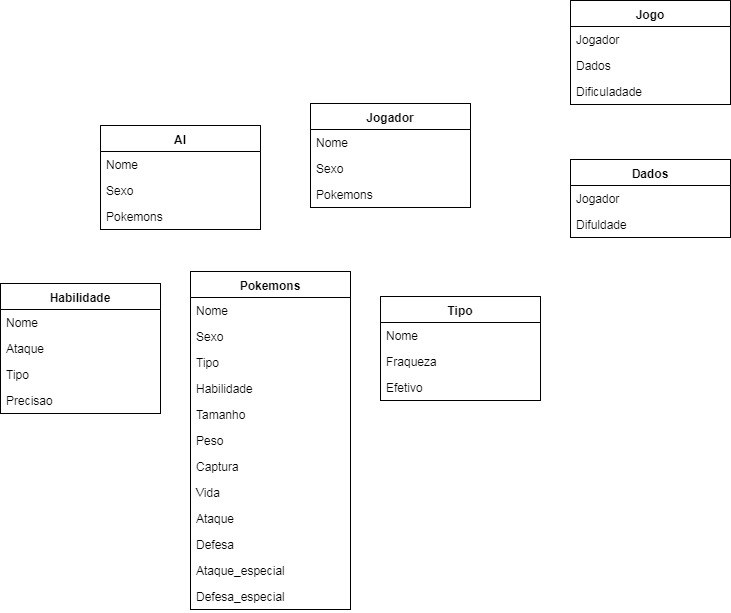 Jogo
Jogador
Dados
Dificuladade
Jogador
Nome
Sexo
Pokemons
AI
Nome
Sexo
Pokemons
Dados
Jogador
Difuldade
Habilidade
Nome
Ataque
Tipo
Precisao
Pokemons
Nome
Sexo
Tipo
Habilidade
Tamanho
Peso
Captura
Vida
Ataque
Defesa
Ataque_especial
Defesa_especial
Tipo
Nome
Fraqueza
Efetivo